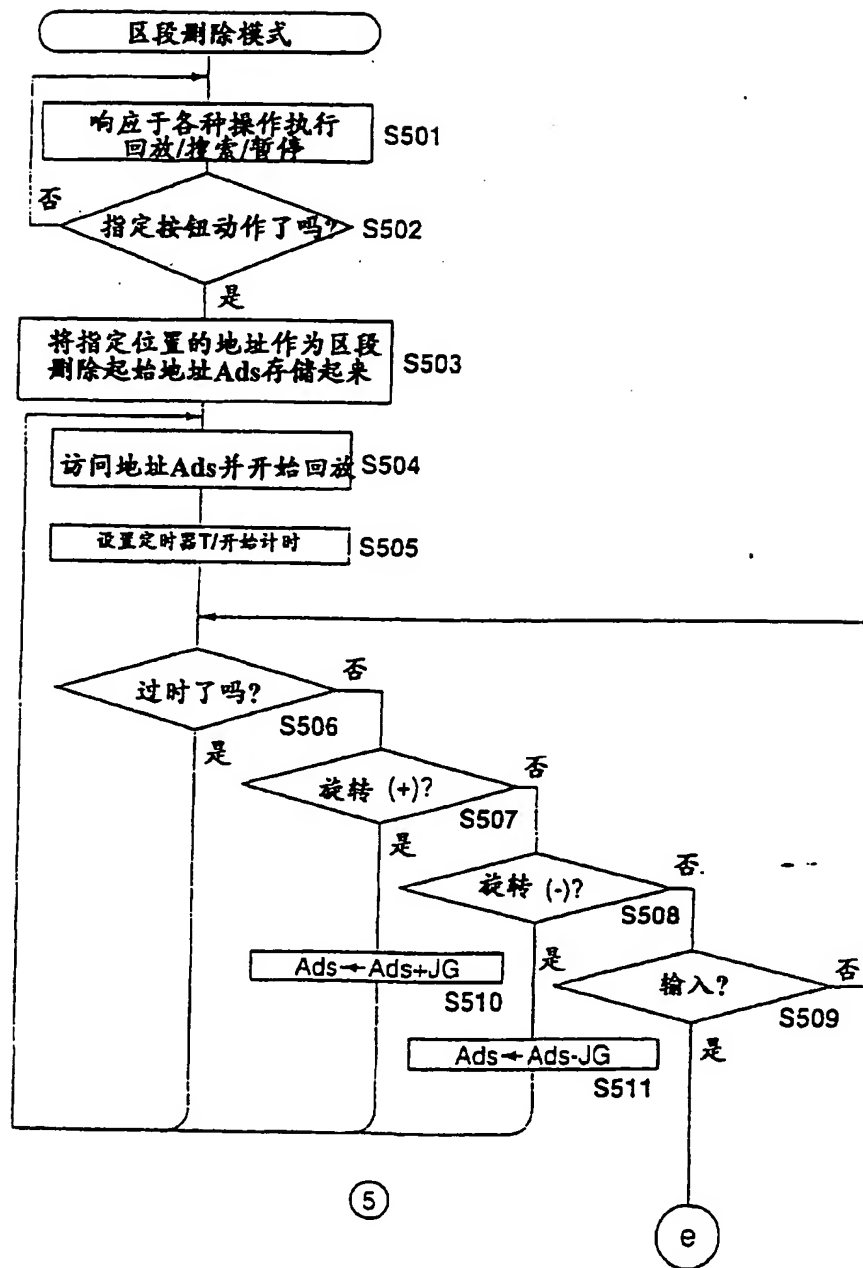 区段删除模式
响应于各种操作执行
回放/搜索/暂停
S501
否
指定按钮动作了吗?
S502
是
将指定位置的地址作为区段
删除起始地址Ads存储起来
S503
访问地址Ads并开始回放
S504
设置定时器T/开始计时
S505
过时了吗?
否
S506
是
旋转 (+)?
否
S507
是
旋转 (-)?
否
S508
是
Ads←Ads+JG
S510
输入?
否
S509
是
Ads←Ads-JG
S511
5
e